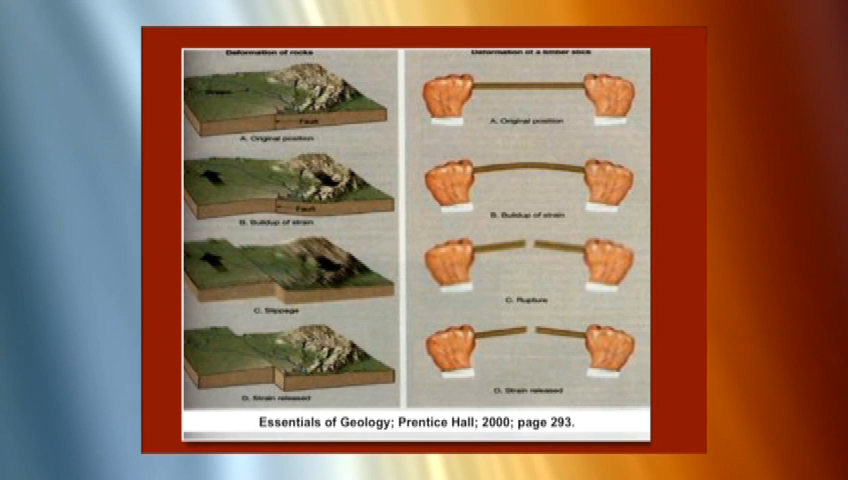 Deformation of rocks
Deformation of a limber stick
Fault
A. Original position
A. Original position
Fault
B. Buildup of strain
B. Buildup of strain
C. Slippage
C. Rupture
D. Strain released
D. Strain released
Essentials of Geology; Prentice Hall; 2000; page 293.